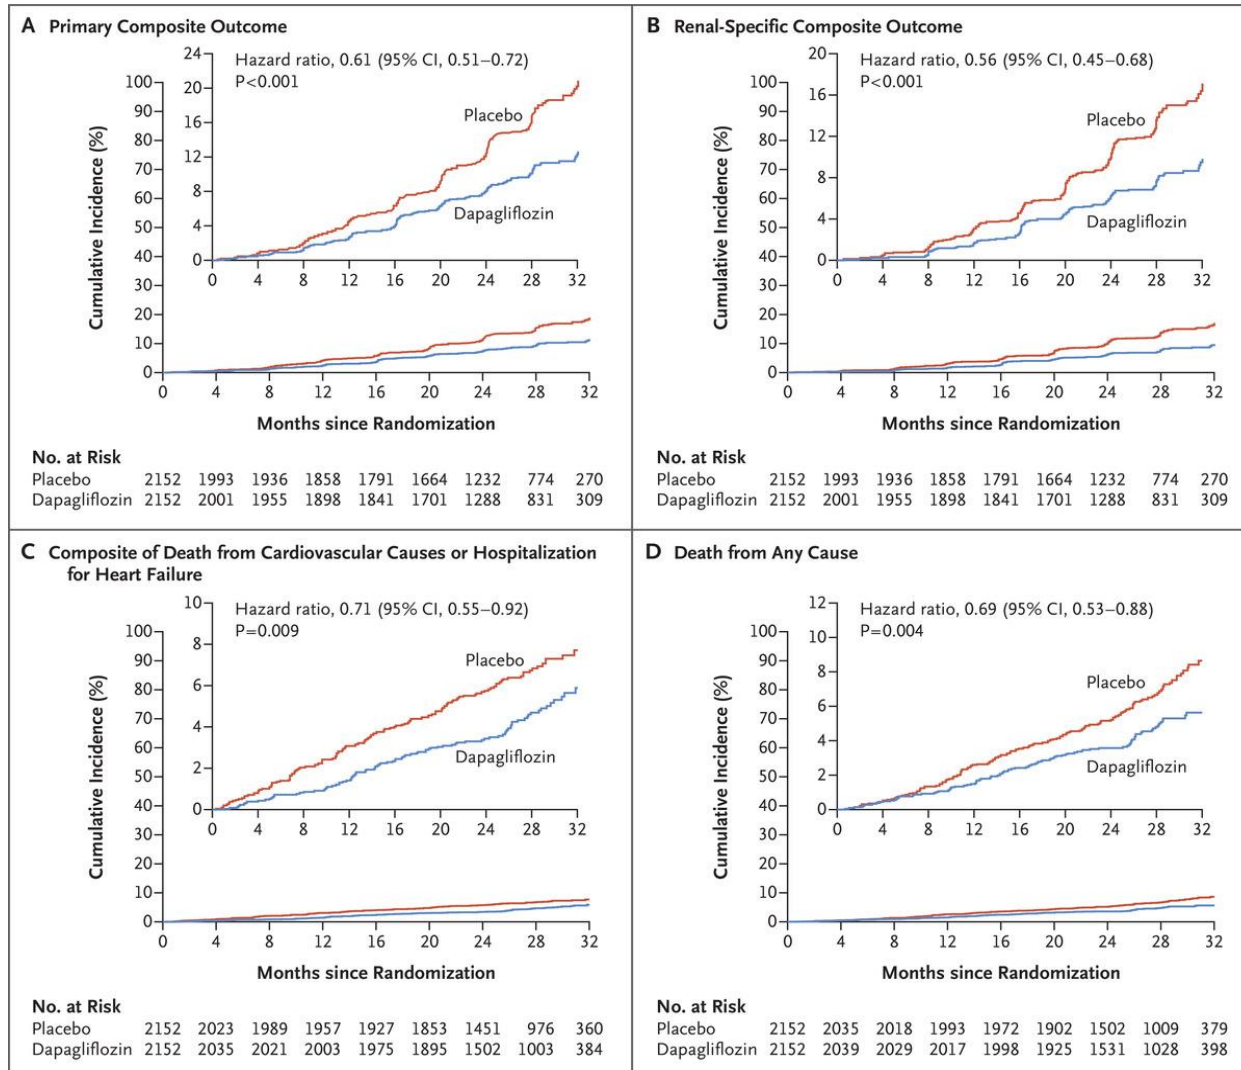 A Primary Composite Outcome
Hazard ratio, 0.61 (95% CI, 0.51–0.72)
P<0.001
Placebo
Dapagliflozin
24
20
16
12
8
4
0
0 4 8 12 16 20 24 28 32
Cumulative Incidence (%)
100
90
80
70
60
50
40
30
20
10
0
0 4 8 12 16 20 24 28 32
Months since Randomization
No. at Risk
Placebo 2152 1993 1936 1858 1791 1664 1232 774 270
Dapagliflozin 2152 2001 1955 1898 1841 1701 1288 831 309
B Renal-Specific Composite Outcome
Hazard ratio, 0.56 (95% CI, 0.45–0.68)
P<0.001
Placebo
Dapagliflozin
20
16
12
8
4
0
0 4 8 12 16 20 24 28 32
Cumulative Incidence (%)
100
90
80
70
60
50
40
30
20
10
0
0 4 8 12 16 20 24 28 32
Months since Randomization
No. at Risk
Placebo 2152 1993 1936 1858 1791 1664 1232 774 270
Dapagliflozin 2152 2001 1955 1898 1841 1701 1288 831 309
C Composite of Death from Cardiovascular Causes or Hospitalization
for Heart Failure
Hazard ratio, 0.71 (95% CI, 0.55–0.92)
P=0.009
Placebo
Dapagliflozin
10
8
6
4
2
0
0 4 8 12 16 20 24 28 32
Cumulative Incidence (%)
100
90
80
70
60
50
40
30
20
10
0
0 4 8 12 16 20 24 28 32
Months since Randomization
No. at Risk
Placebo 2152 2023 1989 1957 1927 1853 1451 976 360
Dapagliflozin 2152 2035 2021 2003 1975 1895 1502 1003 384
D Death from Any Cause
Hazard ratio, 0.69 (95% CI, 0.53–0.88)
P=0.004
Placebo
Dapagliflozin
12
10
8
6
4
2
0
0 4 8 12 16 20 24 28 32
Cumulative Incidence (%)
100
90
80
70
60
50
40
30
20
10
0
0 4 8 12 16 20 24 28 32
Months since Randomization
No. at Risk
Placebo 2152 2035 2018 1993 1972 1902 1502 1009 379
Dapagliflozin 2152 2039 2029 2017 1998 1925 1531 1028 398